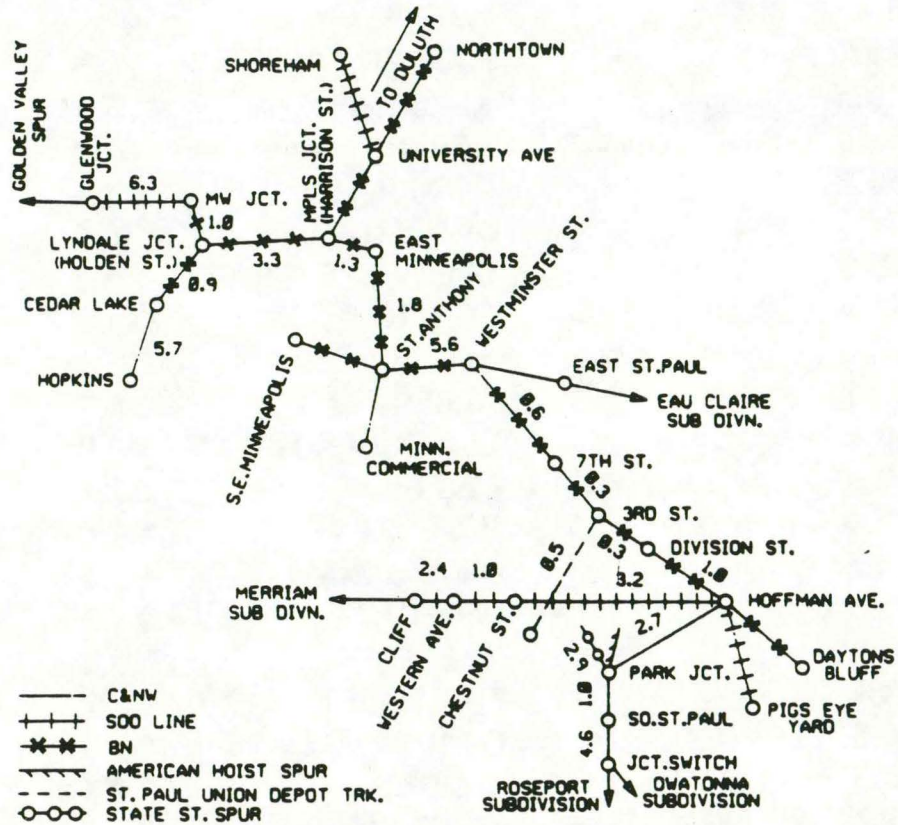 GOLDEN VALLEY
SPUR
GLENWOOD
JCT.
6.3
MW JCT.
1.0
LYNDALE JCT.
(HOLDEN ST.)
0.9
CEDAR LAKE
5.7
HOPKINS
3.3
MPLS JCT.
(HARRISON ST.)
SHOREHAM
TO DULUTH
NORTHTOWN
UNIVERSITY AVE
1.3
EAST
MINNEAPOLIS
1.8
ST.ANTHONY
5.6
WESTMINSTER ST.
S.E.MINNEAPOLIS
MINN.
COMMERCIAL
EAST ST.PAUL
EAU CLAIRE
SUB DIVN.
0.6
7TH ST.
0.3
3RD ST.
0.3
DIVISION ST.
0.5
1.0
3.2
HOFFMAN AVE.
MERRIAM
SUB DIVN.
2.4
1.0
CLIFF
WESTERN AVE.
CHESTNUT ST.
2.7
2.9
PARK JCT.
DAYTONS
BLUFF
PIGS EYE
YARD
1.0
SO.ST.PAUL
4.6
JCT.SWITCH
ROSEPORT
SUBDIVISION
OWATONNA
SUBDIVISION
C&NW
SOO LINE
BN
AMERICAN HOIST SPUR
ST. PAUL UNION DEPOT TRK.
STATE ST. SPUR